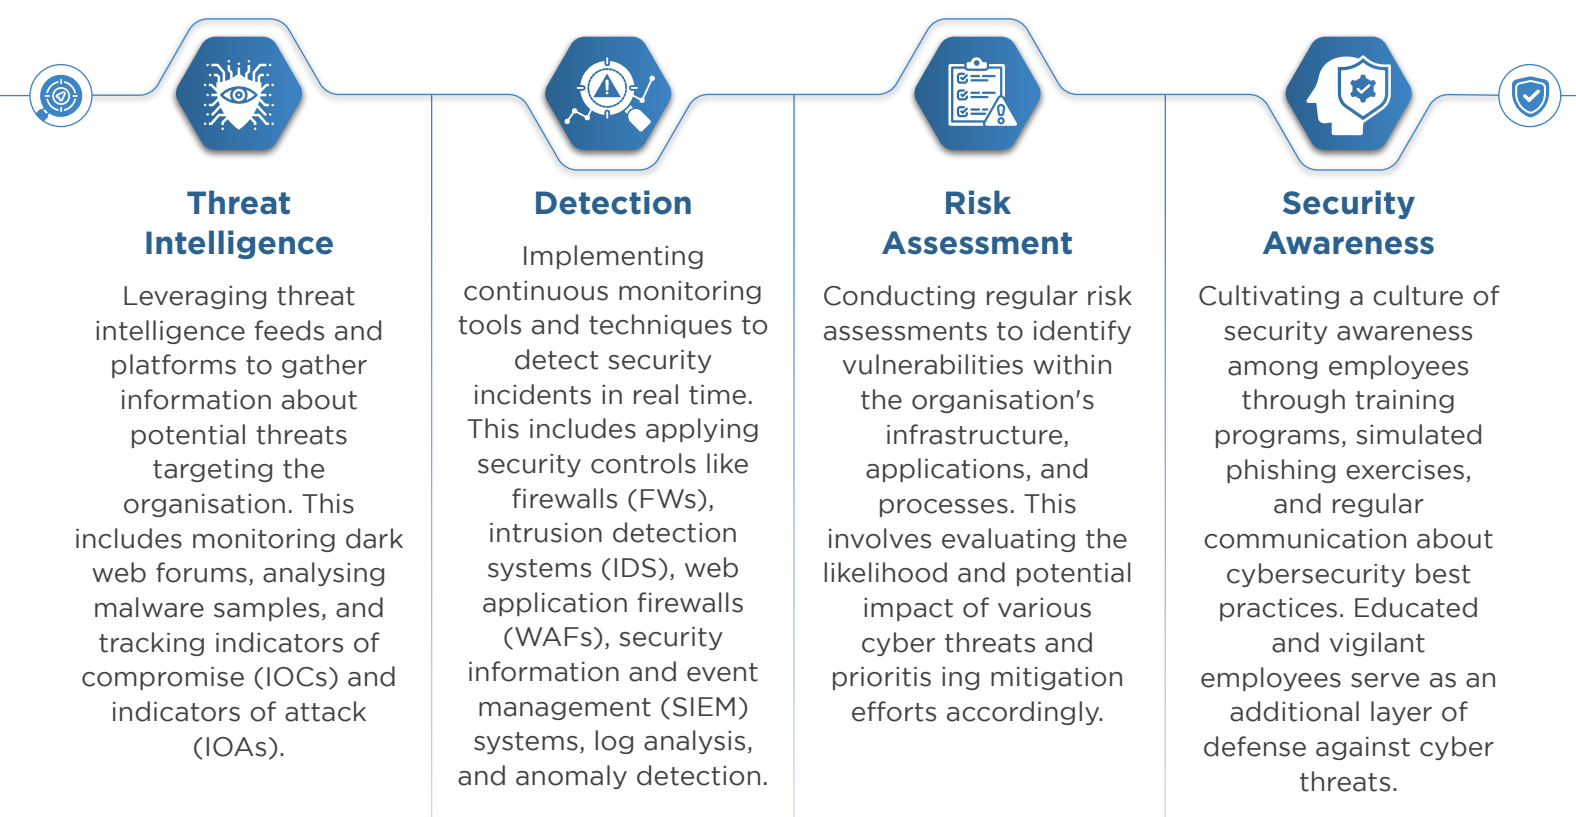 Threat
Intelligence
Leveraging threat
intelligence feeds and
platforms to gather
information about
potential threats
targeting the
organisation. This
includes monitoring dark
web forums, analysing
malware samples, and
tracking indicators of
compromise (IOCs) and
indicators of attack
(IOAs).
Detection
Implementing
continuous monitoring
tools and techniques to
detect security
incidents in real time.
This includes applying
security controls like
firewalls (FWs),
intrusion detection
systems (IDS), web
application firewalls
(WAFs), security
information and event
management (SIEM)
systems, log analysis,
and anomaly detection.
Risk
Assessment
Conducting regular risk
assessments to identify
vulnerabilities within
the organisation's
infrastructure,
applications, and
processes. This
involves evaluating the
likelihood and potential
impact of various
cyber threats and
prioritis ing mitigation
efforts accordingly.
Security
Awareness
Cultivating a culture of
security awareness
among employees
through training
programs, simulated
phishing exercises,
and regular
communication about
cybersecurity best
practices. Educated
and vigilant
employees serve as an
additional layer of
defense against cyber
threats.